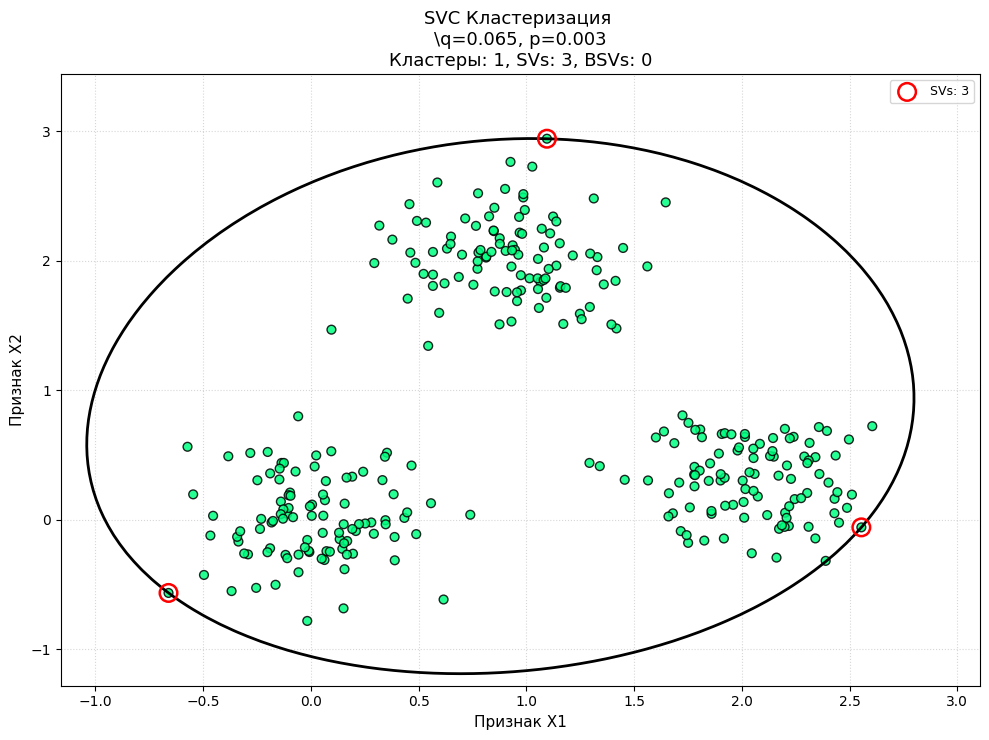 SVC Кластеризация
\q=0.065, p=0.003
Кластеры: 1, SVs: 3, BSVs: 0
SVs: 3
Признак X2
3
2
1
0
−1
−1.0 −0.5 0.0 0.5 1.0 1.5 2.0 2.5 3.0
Признак X1